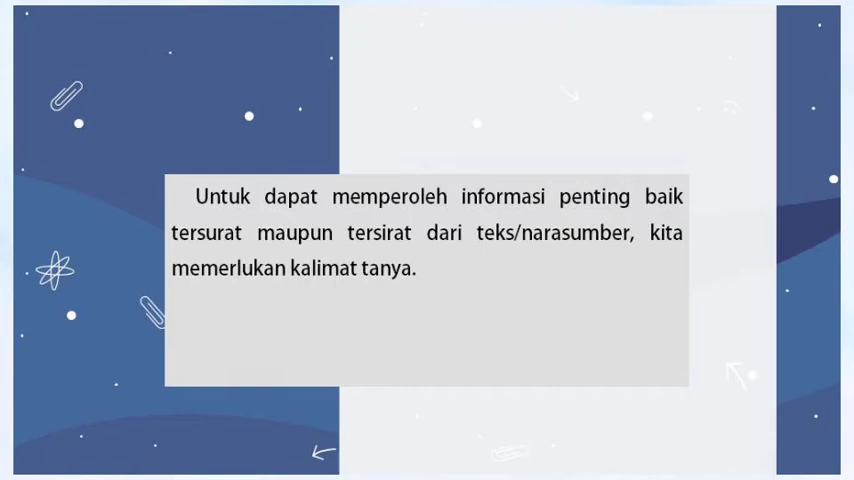 Untuk dapat memperoleh informasi penting baik
tersurat maupun tersirat dari teks/narasumber, kita
memerlukan kalimat tanya.